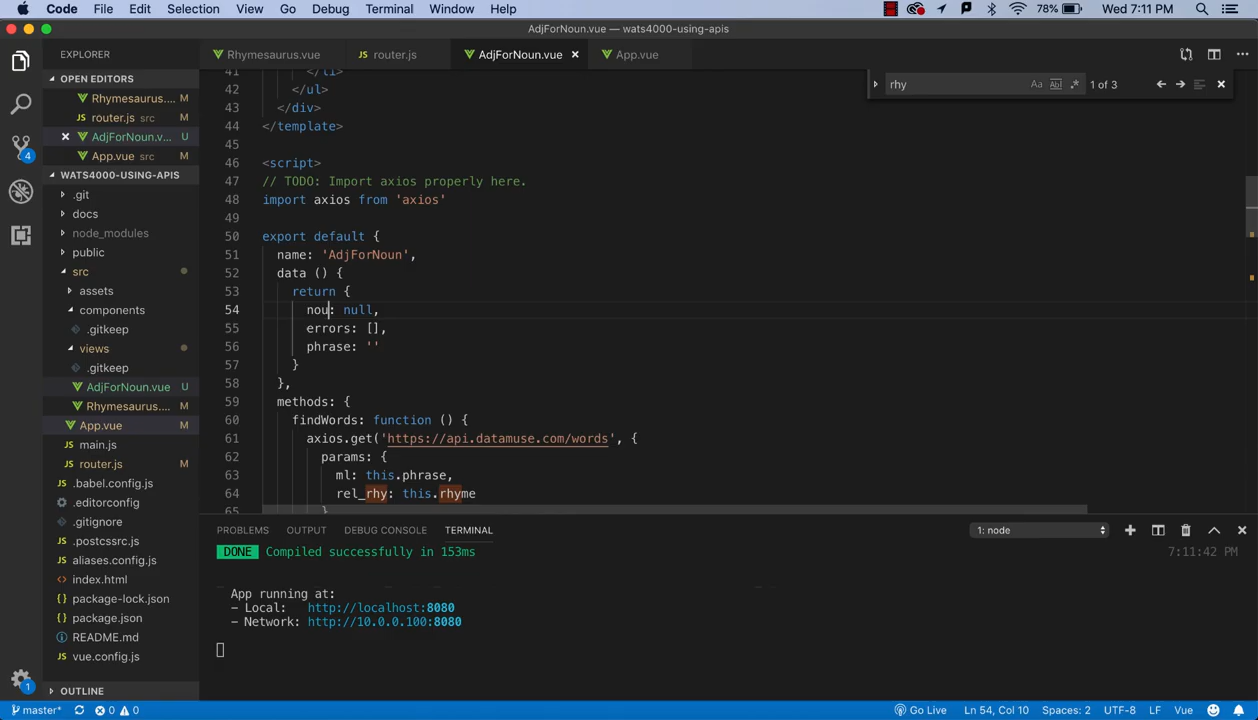 Code File Edit Selection View Go Debug Terminal Window Help 78% Wed 7:11 PM
AdjForNoun.vue — wats4000-using-apis
EXPLORER
Rhymesaurus.vue router.js AdjForNoun.vue App.vue
OPEN EDITORS
Rhymesaurus.... M
router.js src M
AdjForNoun.v... U
App.vue src M
WATS4000-USING-APIS
.git
docs
node_modules
public
src
assets
components
.gitkeep
views
.gitkeep
AdjForNoun.vue U
Rhymesaurus.... M
App.vue M
main.js
router.js M
.babel.config.js
.editorconfig
.gitignore
.postcssrc.js
aliases.config.js
index.html
package-lock.json
package.json
README.md
vue.config.js
OUTLINE
4
1
rhy Aa Abl .* 1 of 3
41 </li>
42 </ul>
43 </div>
44 </template>
45
46 <script>
47 // TODO: Import axios properly here.
48 import axios from 'axios'
49
50 export default {
51 name: 'AdjForNoun',
52 data () {
53 return {
54 nou: null,
55 errors: [],
56 phrase: ''
57 }
58 },
59 methods: {
60 findWords: function () {
61 axios.get('https://api.datamuse.com/words', {
62 params: {
63 ml: this.phrase,
64 rel_rhy: this.rhyme
65 }
PROBLEMS OUTPUT DEBUG CONSOLE TERMINAL 1: node
DONE Compiled successfully in 153ms 7:11:42 PM
App running at:
- Local: http://localhost:8080
- Network: http://10.0.0.100:8080
master* 0 0 Go Live Ln 54, Col 10 Spaces: 2 UTF-8 LF Vue